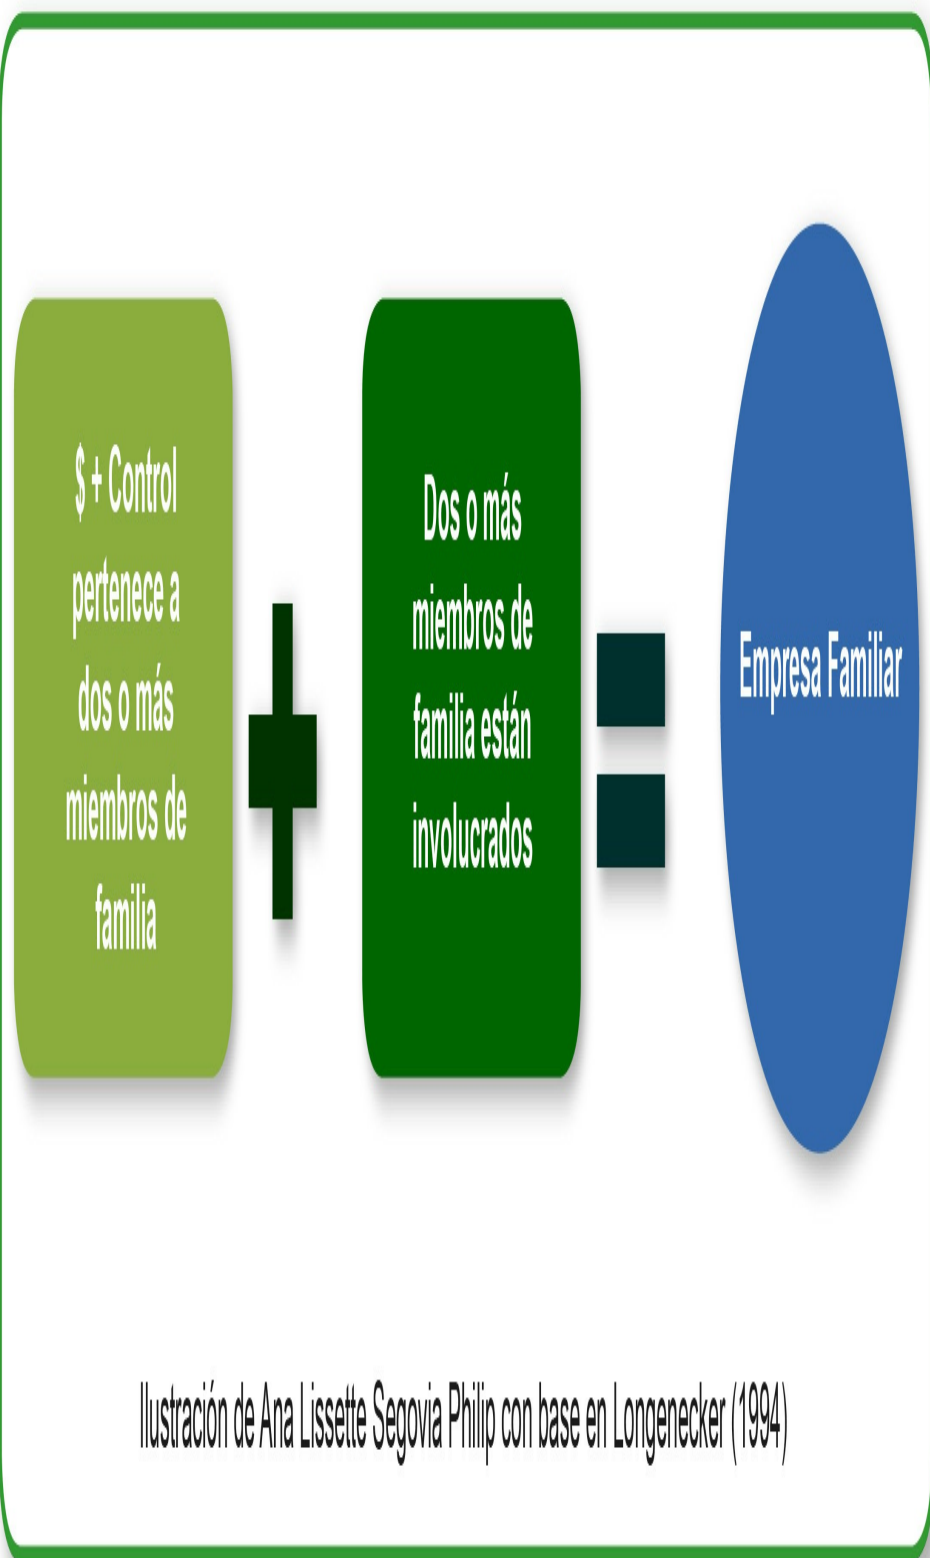 $ + Control
pertenece a
dos o más
miembros de
familia
Dos o más
miembros de
familia están
involucrados
Empresa Familiar
Ilustración de Ana Lissette Segovia Philip con base en Longenecker (1994)